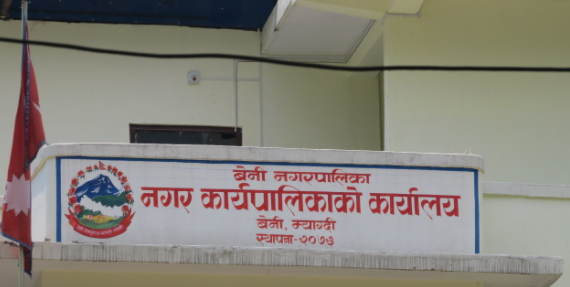 बेनी नगरपालिका
नगर कार्यपालिकाको कार्यालय
बेनी, म्याग्दी
स्थापना-२०७३